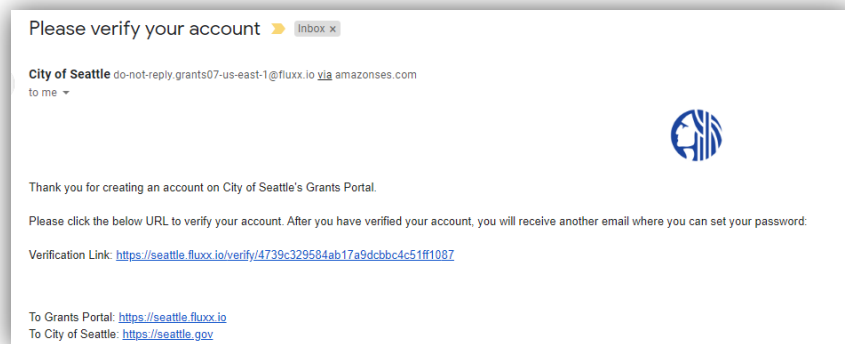 Please verify your account Inbox x
City of Seattle do-not-reply.grants07-us-east-1@fluxx.io via amazonses.com
to me
Thank you for creating an account on City of Seattle's Grants Portal.
Please click the below URL to verify your account. After you have verified your account, you will receive another email where you can set your password:
Verification Link: https://seattle.fluxx.io/verify/4739c329584ab17a9dcbbc4c51ff1087
To Grants Portal: https://seattle.fluxx.io
To City of Seattle: https://seattle.gov